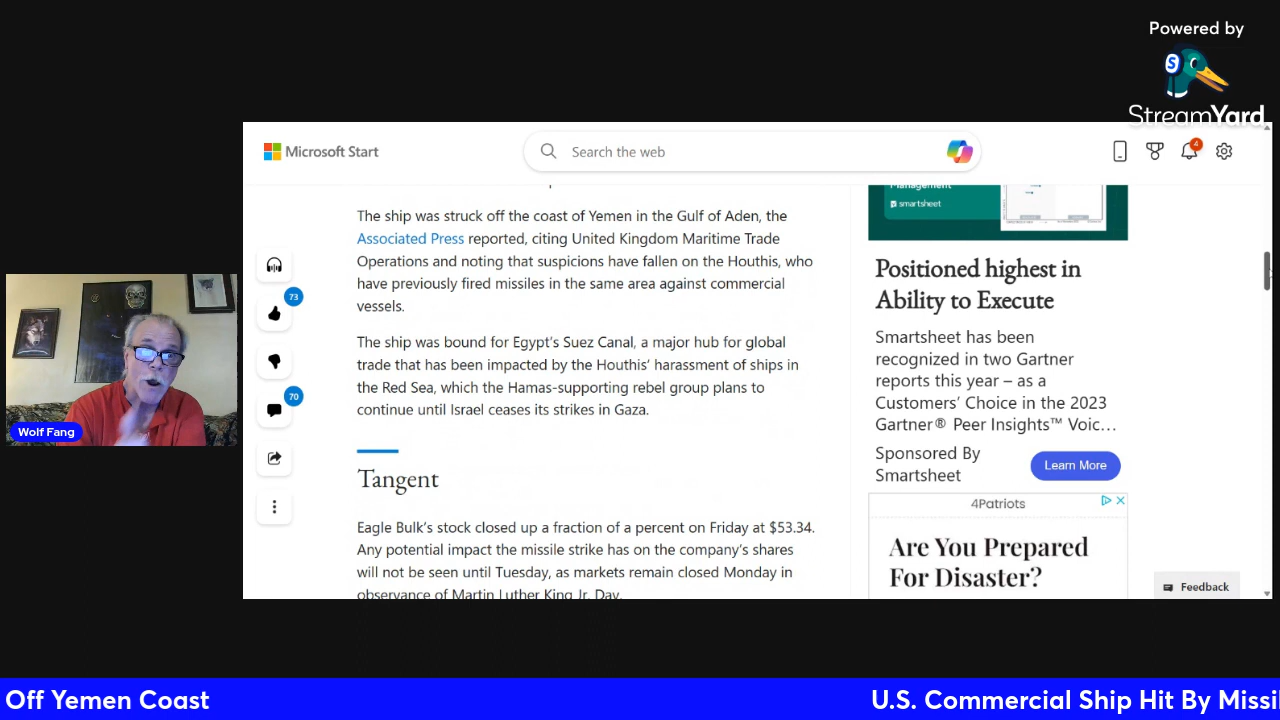 Powered by
StreamYard
Microsoft Start
Search the web
4
Management
smartsheet
The ship was struck off the coast of Yemen in the Gulf of Aden, the
Associated Press reported, citing United Kingdom Maritime Trade
Operations and noting that suspicions have fallen on the Houthis, who
have previously fired missiles in the same area against commercial
vessels.
73
The ship was bound for Egypt's Suez Canal, a major hub for global
trade that has been impacted by the Houthis' harassment of ships in
the Red Sea, which the Hamas-supporting rebel group plans to
continue until Israel ceases its strikes in Gaza.
70
Tangent
Eagle Bulk's stock closed up a fraction of a percent on Friday at $53.34.
Any potential impact the missile strike has on the company's shares
will not be seen until Tuesday, as markets remain closed Monday in
observance of Martin Luther King Jr. Day.
Positioned highest in
Ability to Execute
Smartsheet has been
recognized in two Gartner
reports this year – as a
Customers' Choice in the 2023
Gartner® Peer Insights™ Voic...
Sponsored By
Smartsheet
Learn More
4Patriots
Are You Prepared
For Disaster?
Feedback
Wolf Fang
Off Yemen Coast
U.S. Commercial Ship Hit By Missil